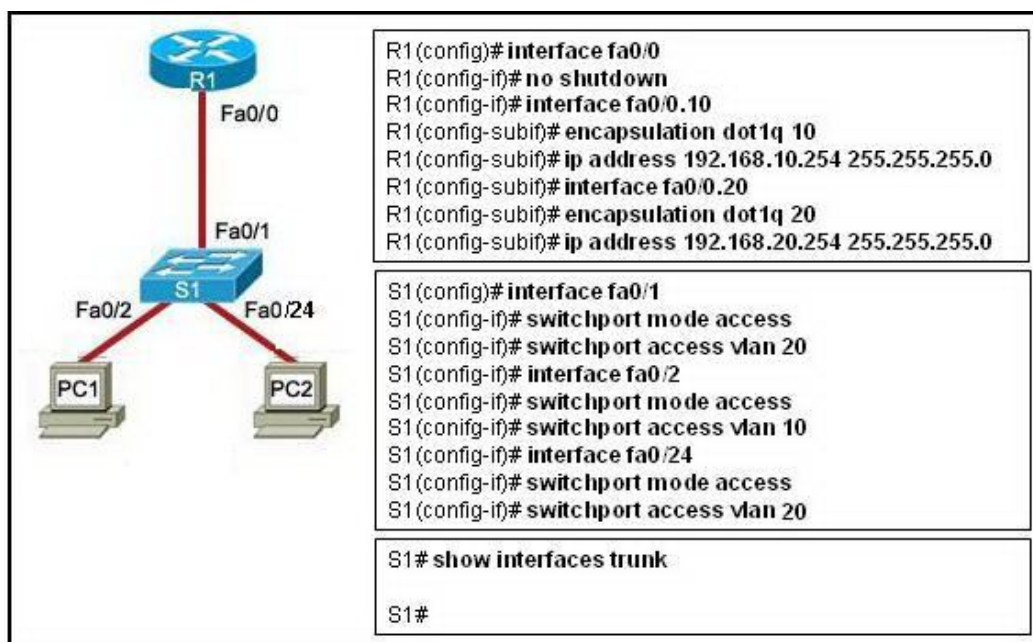 R1
Fa0/0
Fa0/1
S1
Fa0/2
Fa0/24
PC1
PC2
R1(config)# interface fa0/0
R1(config-if)# no shutdown
R1(config-if)# interface fa0/0.10
R1(config-subif)# encapsulation dot1q 10
R1(config-subif)# ip address 192.168.10.254 255.255.255.0
R1(config-subif)# interface fa0/0.20
R1(config-subif)# encapsulation dot1q 20
R1(config-subif)# ip address 192.168.20.254 255.255.255.0
S1(config)# interface fa0/1
S1(config-if)# switchport mode access
S1(config-if)# switchport access vlan 20
S1(config-if)# interface fa0/2
S1(config-if)# switchport mode access
S1(config-if)# switchport access vlan 10
S1(config-if)# interface fa0/24
S1(config-if)# switchport mode access
S1(config-if)# switchport access vlan 20
S1# show interfaces trunk
S1#